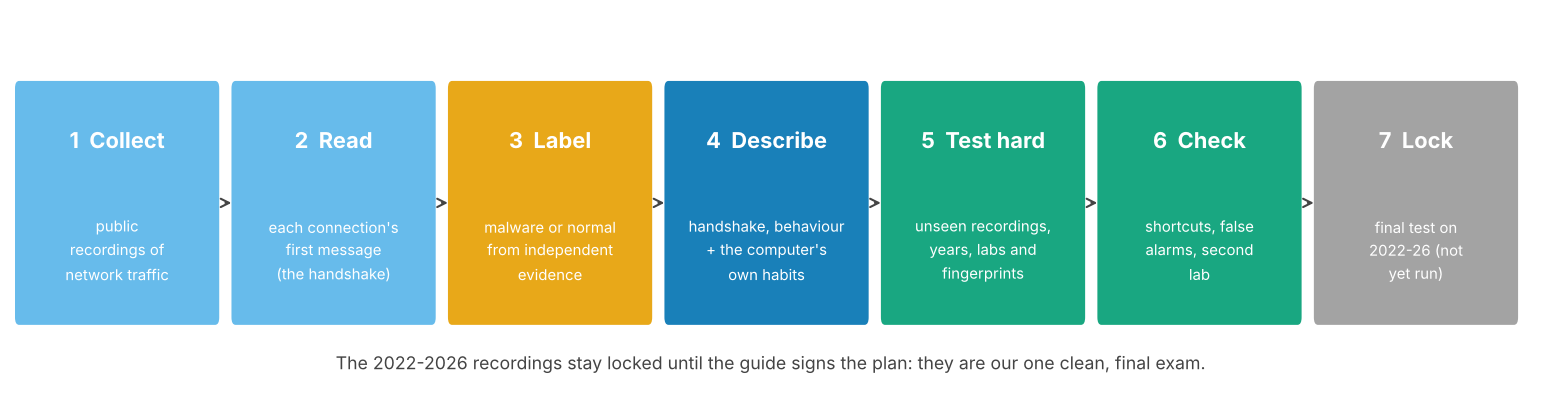 1 Collect
public
recordings of
network traffic
2 Read
each connection's
first message
(the handshake)
3 Label
malware or normal
from independent
evidence
4 Describe
handshake, behaviour
+ the computer's
own habits
5 Test hard
unseen recordings,
years, labs and
fingerprints
6 Check
shortcuts, false
alarms, second
lab
7 Lock
final test on
2022-26 (not
yet run)
The 2022-2026 recordings stay locked until the guide signs the plan: they are our one clean, final exam.